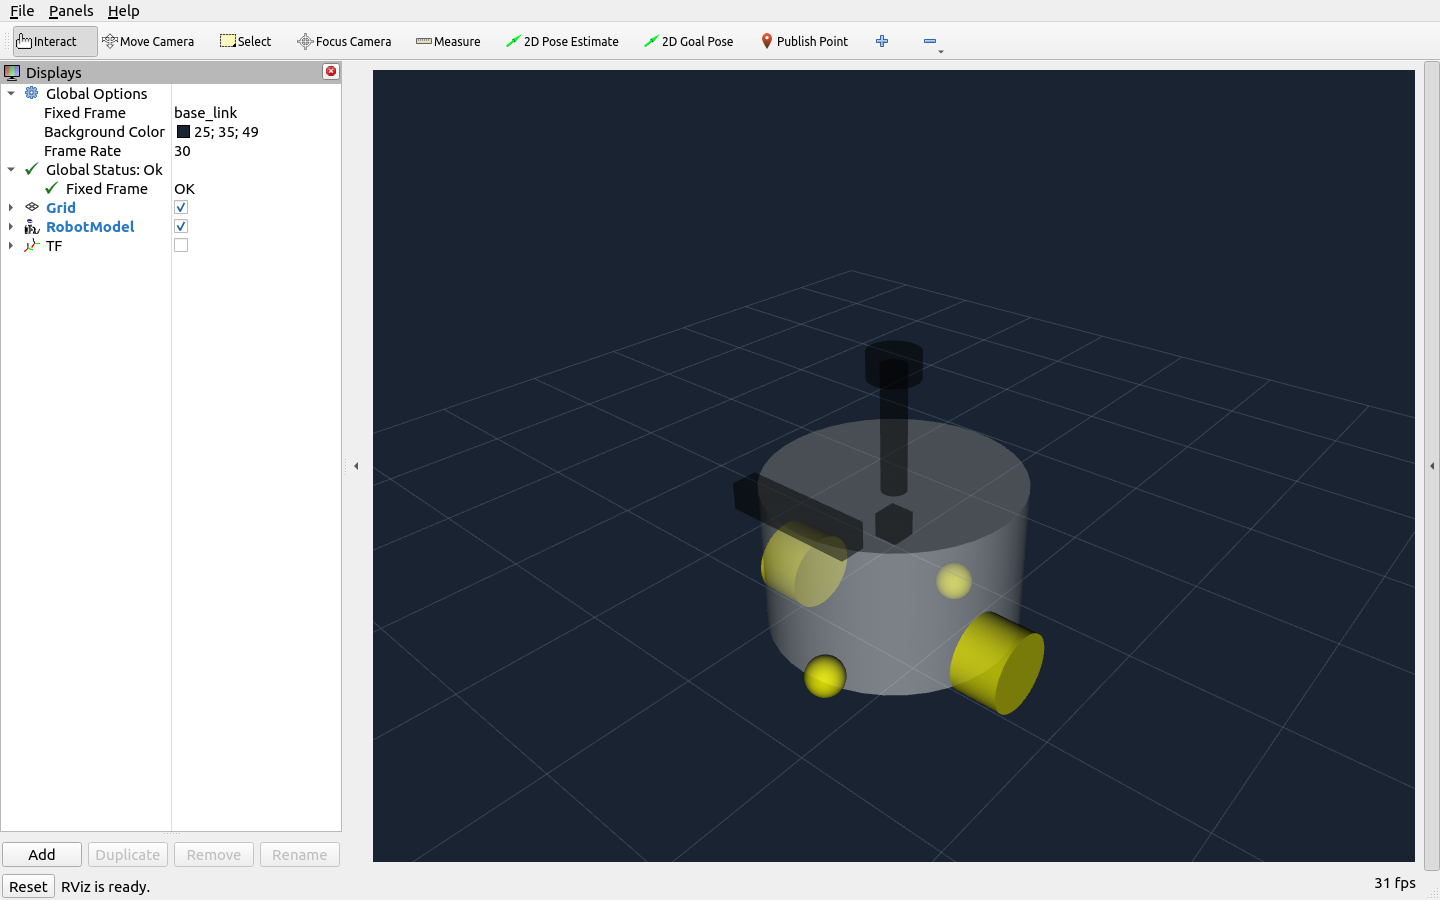 File Panels Help
Interact Move Camera Select Focus Camera Measure 2D Pose Estimate 2D Goal Pose Publish Point
Displays
Global Options
Fixed Frame base_link
Background Color 25; 35; 49
Frame Rate 30
Global Status: Ok
Fixed Frame OK
Grid
RobotModel
TF
Add Duplicate Remove Rename
Reset RViz is ready. 31 fps